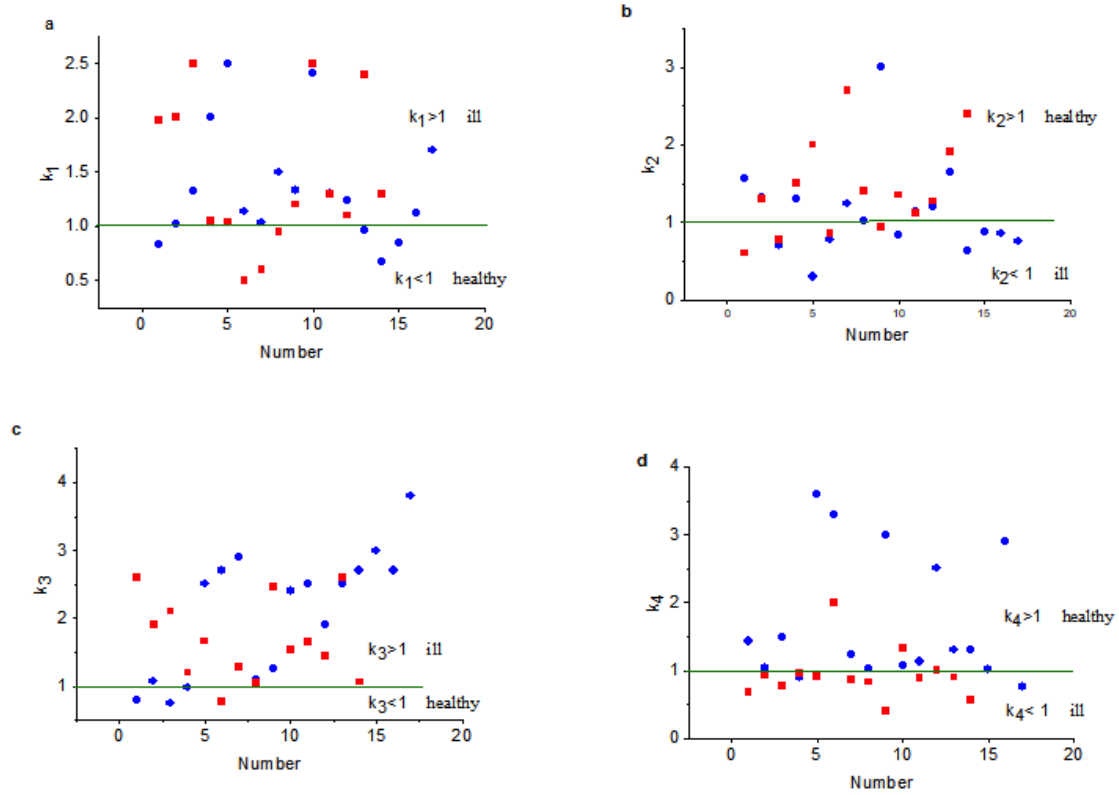 a
2.5
2.0
1.5
1.0
0.5
k1
k1>1 ill
k1<1 healthy
0 5 10 15 20
Number
b
3
2
1
0
k2
k2>1 healthy
k2< 1 ill
0 5 10 15 20
Number
c
4
3
2
1
k3
k3>1 ill
k3<1 healthy
0 5 10 15 20
Number
d
4
3
2
1
0
k4
k4>1 healthy
k4< 1 ill
0 5 10 15 20
Number